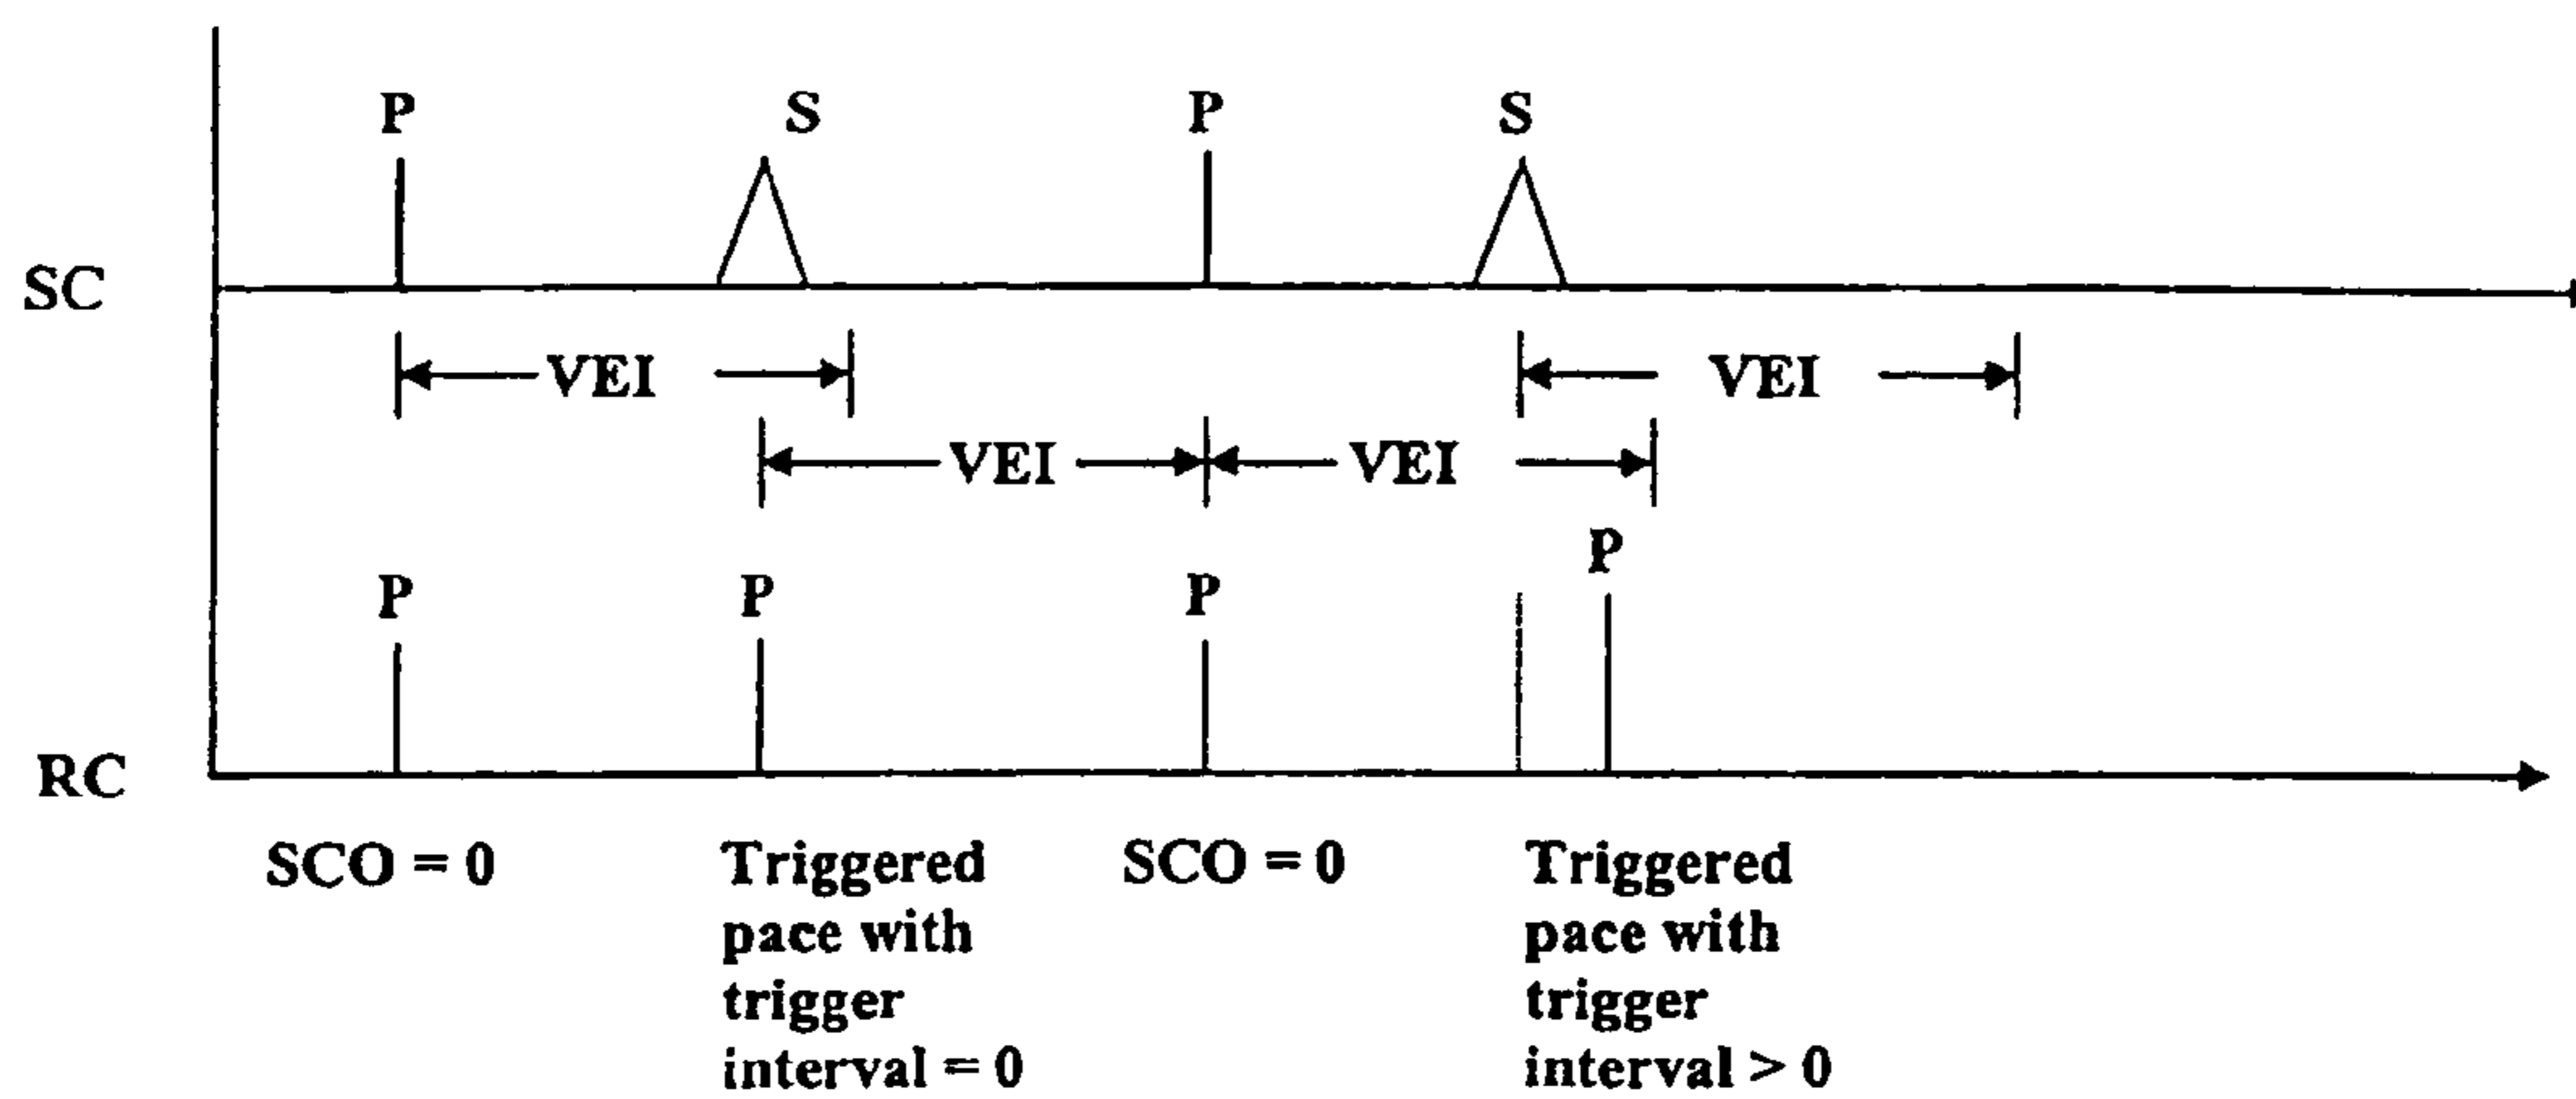 P S P S
SC
VEI VEI
VEI VEI
P
P P P
RC
SCO = 0
Triggered
pace with
trigger
interval = 0
SCO = 0
Triggered
pace with
trigger
interval > 0